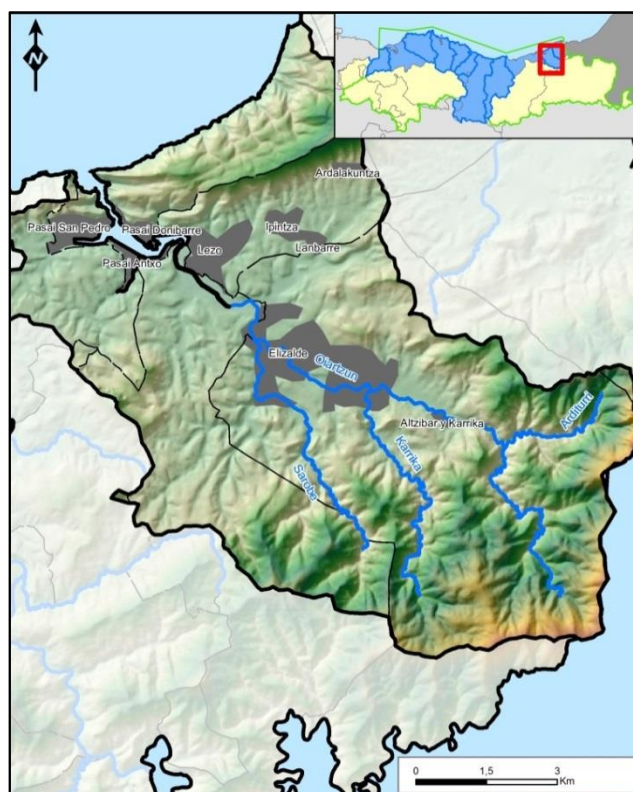 N
Ardalakuntza
Pasai San Pedro
Pasai Donibarre
Ipintza
Lezo
Lanbarre
Pasai Antxo
Elizalde
Oiartzun
Arditurri
Altzibar y Karrika
Karrika
Sarobe
0 1,5 3
Km